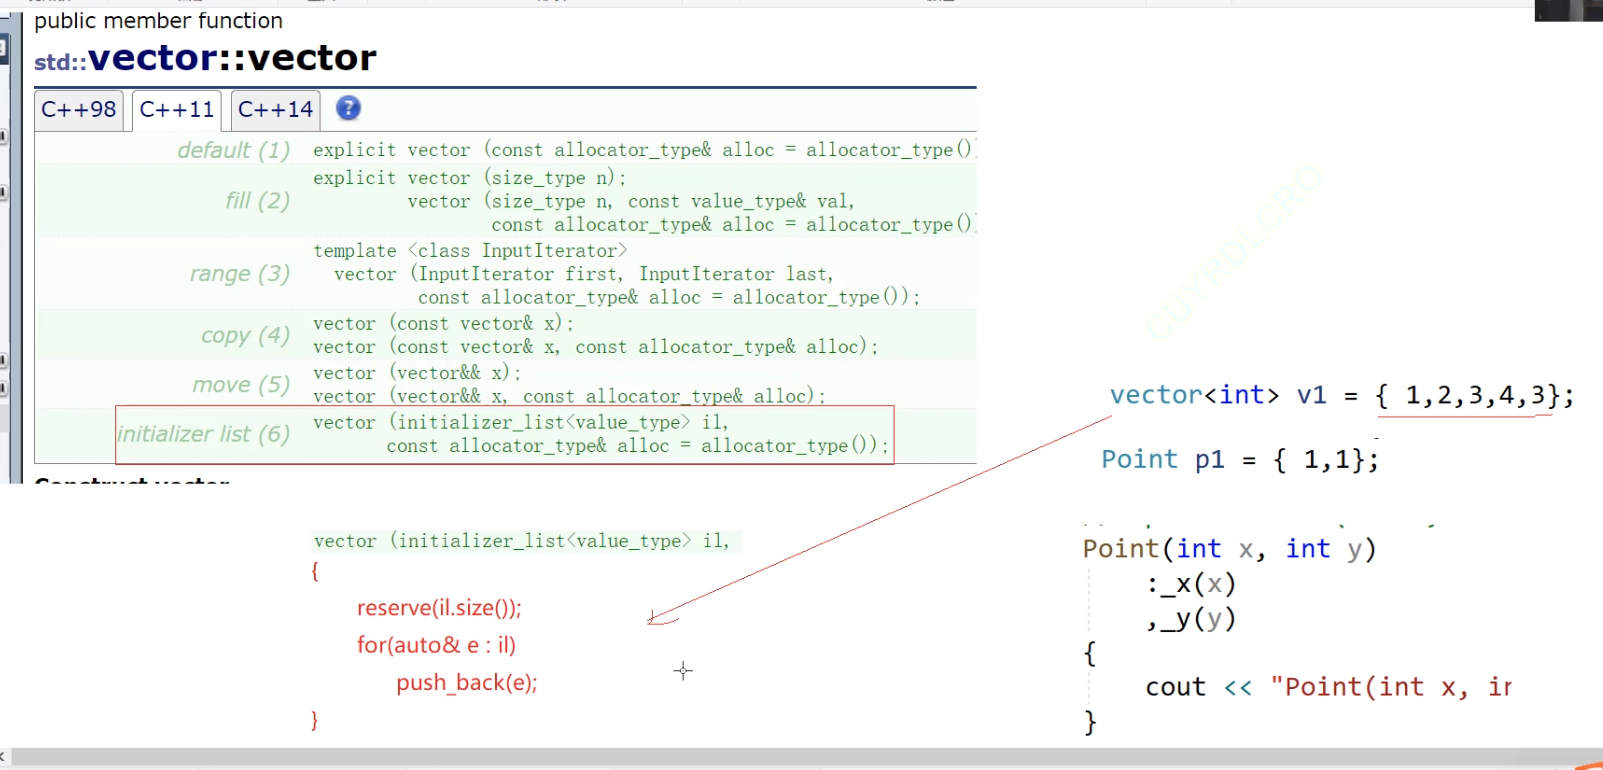 public member function
std::vector::vector
C++98 C++11 C++14 ?
default (1) explicit vector (const allocator_type& alloc = allocator_type()
fill (2) explicit vector (size_type n);
vector (size_type n, const value_type& val,
const allocator_type& alloc = allocator_type()
range (3) template <class InputIterator>
vector (InputIterator first, InputIterator last,
const allocator_type& alloc = allocator_type());
copy (4) vector (const vector& x);
vector (const vector& x, const allocator_type& alloc);
move (5) vector (vector&& x);
vector (vector&& x, const allocator_type& alloc);
initializer list (6) vector (initializer_list<value_type> il,
const allocator_type& alloc = allocator_type());
Construct vector
vector (initializer_list<value_type> il,
{
reserve(il.size());
for(auto& e : il)
push_back(e);
}
CUYRDLCRO
vector<int> v1 = { 1,2,3,4,3};
Point p1 = { 1,1};
Point(int x, int y)
:_x(x)
,_y(y)
{
cout << "Point(int x, in
}